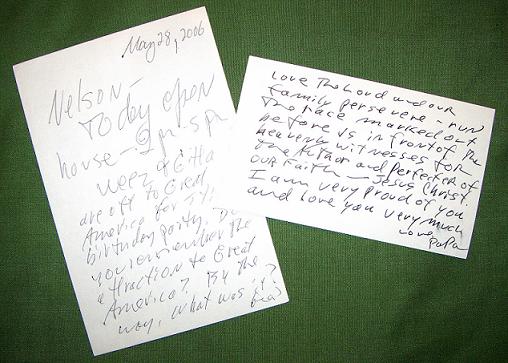 May 28, 2006
Nelson-
Today open
house - 2pm-5pm
are off to Great
America for
birthday party. Do
you remember the
attraction to Great
America? By the
way, what was it?
Love The Lord and our
family persevere - run
the race marked out
before us in front of the
heavenly witnesses for
the Author and perfecter of
our Faith - Jesus Christ.
I am very proud of you
and love you very much
Love,
PaPa